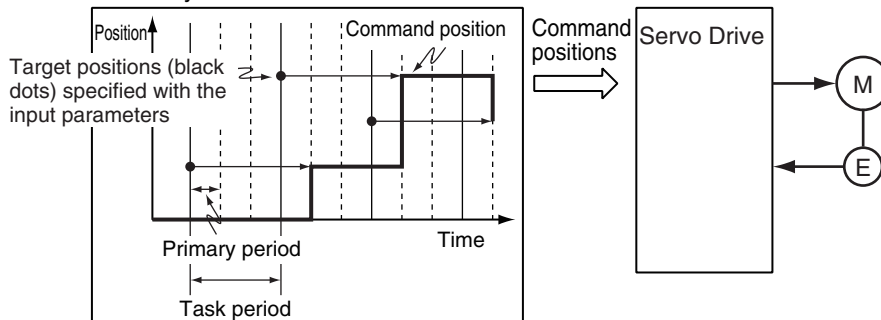 Position
Command position
Target positions (black
dots) specified with the
input parameters
Primary period
Time
Task period
Command
positions
Servo Drive
M
E